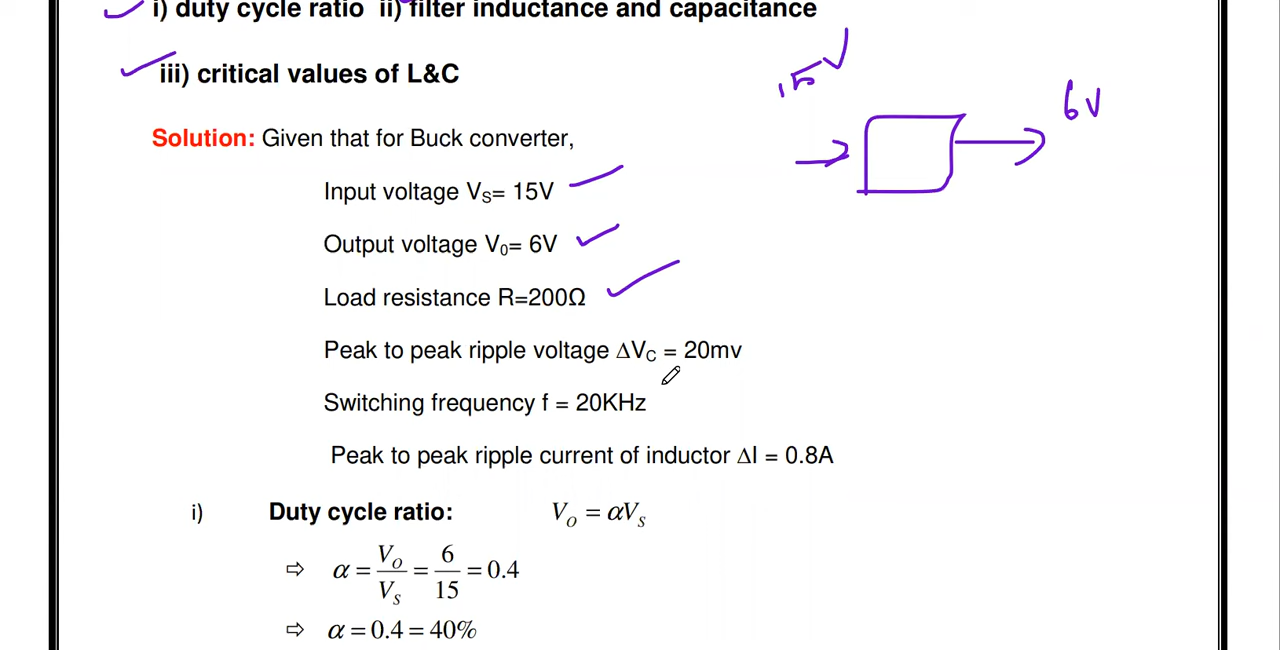 i) duty cycle ratio ii) filter inductance and capacitance
iii) critical values of L&C
15V
6V
Solution: Given that for Buck converter,
Input voltage VS= 15V
Output voltage V0= 6V
Load resistance R=200Ω
Peak to peak ripple voltage ∆VC = 20mv
Switching frequency f = 20KHz
Peak to peak ripple current of inductor ∆I = 0.8A
i) Duty cycle ratio: Vo = αVs
⇨ α = Vo/Vs = 6/15 = 0.4
⇨ α = 0.4 = 40%